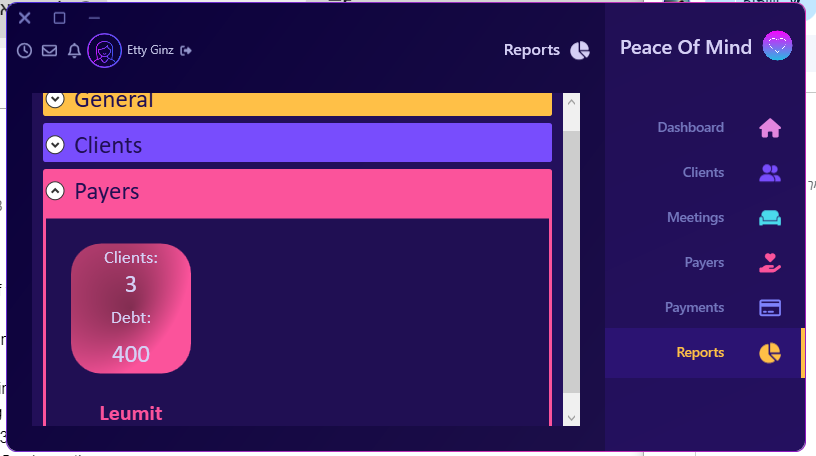 Etty Ginz
Reports
Peace Of Mind
General
Clients
Payers
Clients:
3
Debt:
400
Leumit
Dashboard
Clients
Meetings
Payers
Payments
Reports